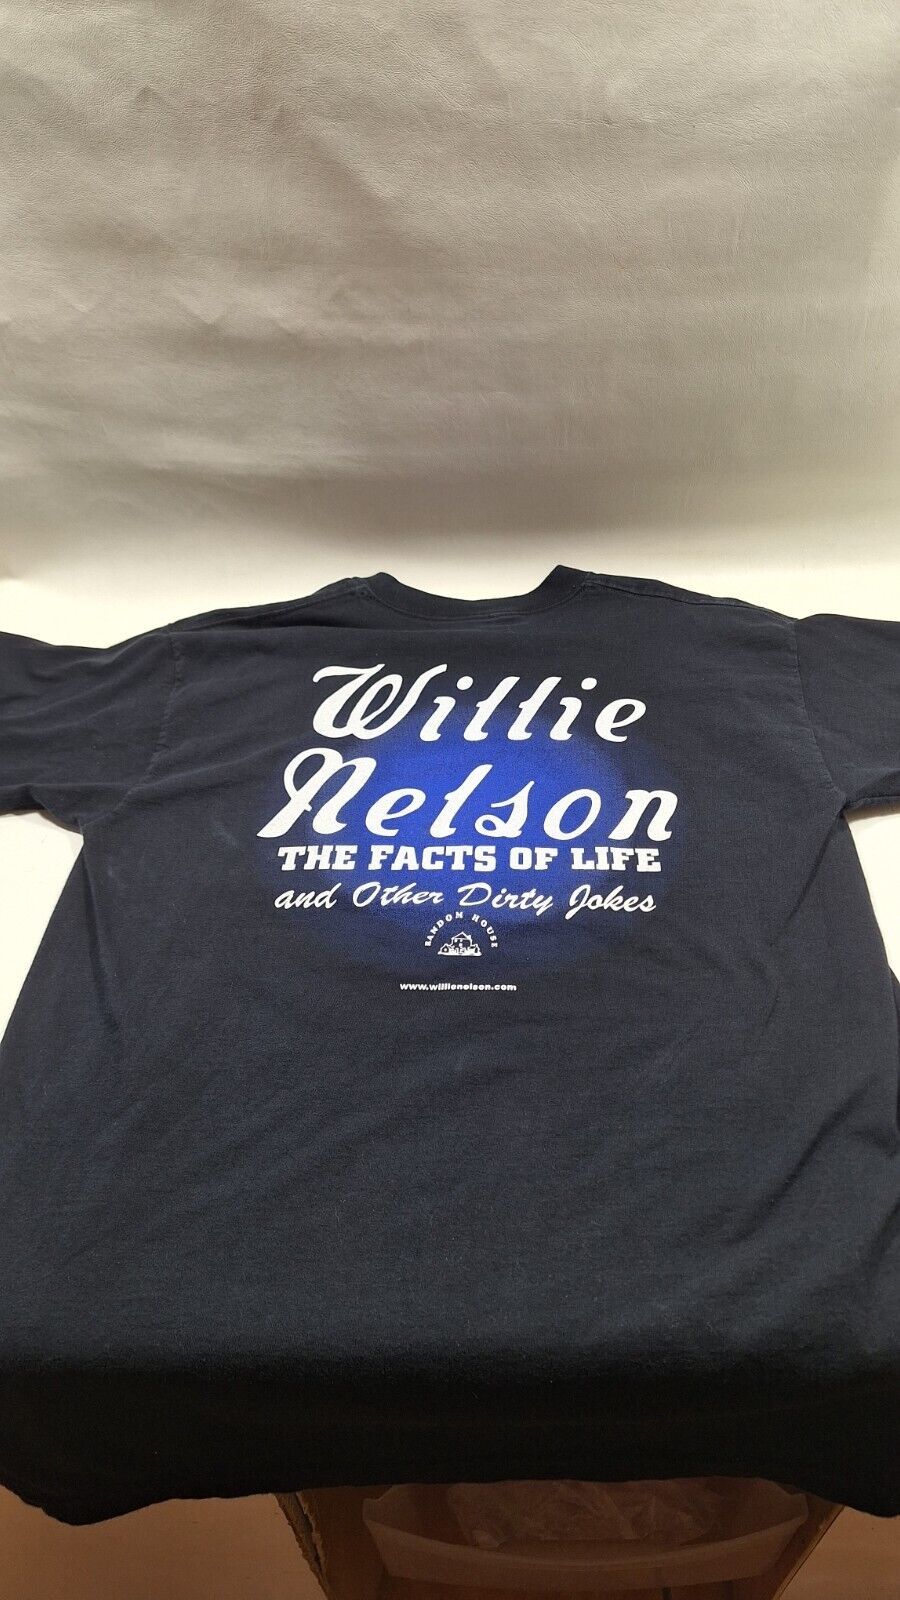 Willie
Nelson
THE FACTS OF LIFE
and Other Dirty Jokes
RANDOM HOUSE
www.willienelson.com